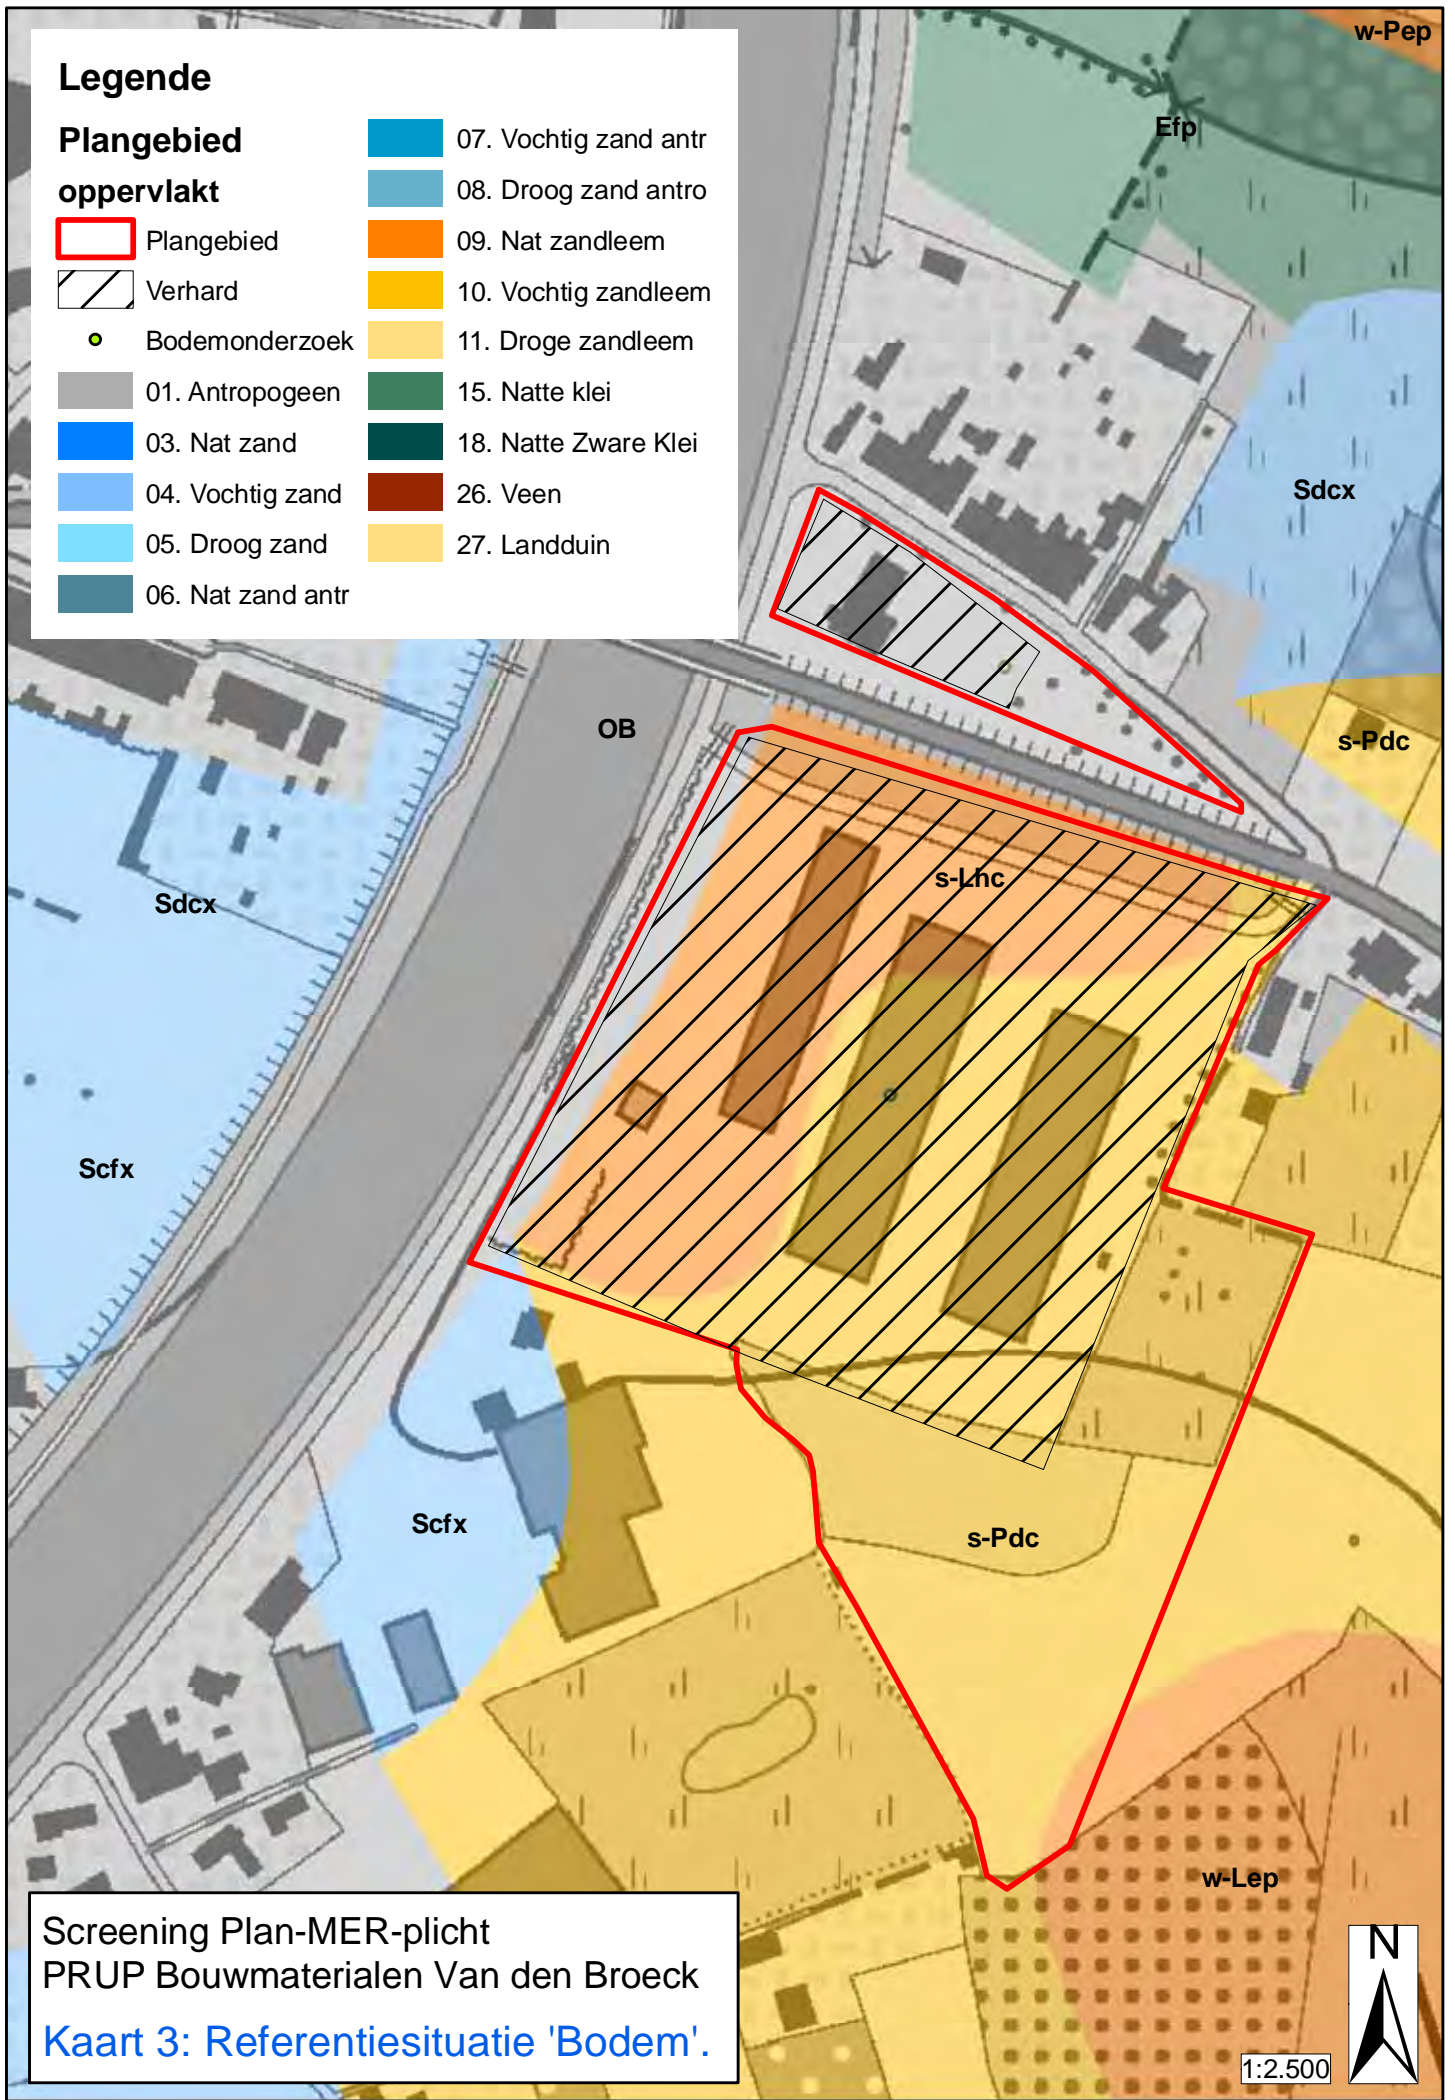 Legende
Plangebied
oppervlakt
Plangebied
Verhard
Bodemonderzoek
01. Antropogeen
03. Nat zand
04. Vochtig zand
05. Droog zand
06. Nat zand antr
07. Vochtig zand antr
08. Droog zand antro
09. Nat zandleem
10. Vochtig zandleem
11. Droge zandleem
15. Natte klei
18. Natte Zware Klei
26. Veen
27. Landduin
w-Pep
Efp
Sdcx
s-Pdc
OB
s-Lhc
Sdcx
Scfx
Scfx
s-Pdc
w-Lep
Screening Plan-MER-plicht
PRUP Bouwmaterialen Van den Broeck
Kaart 3: Referentiesituatie 'Bodem'.
N
1:2.500